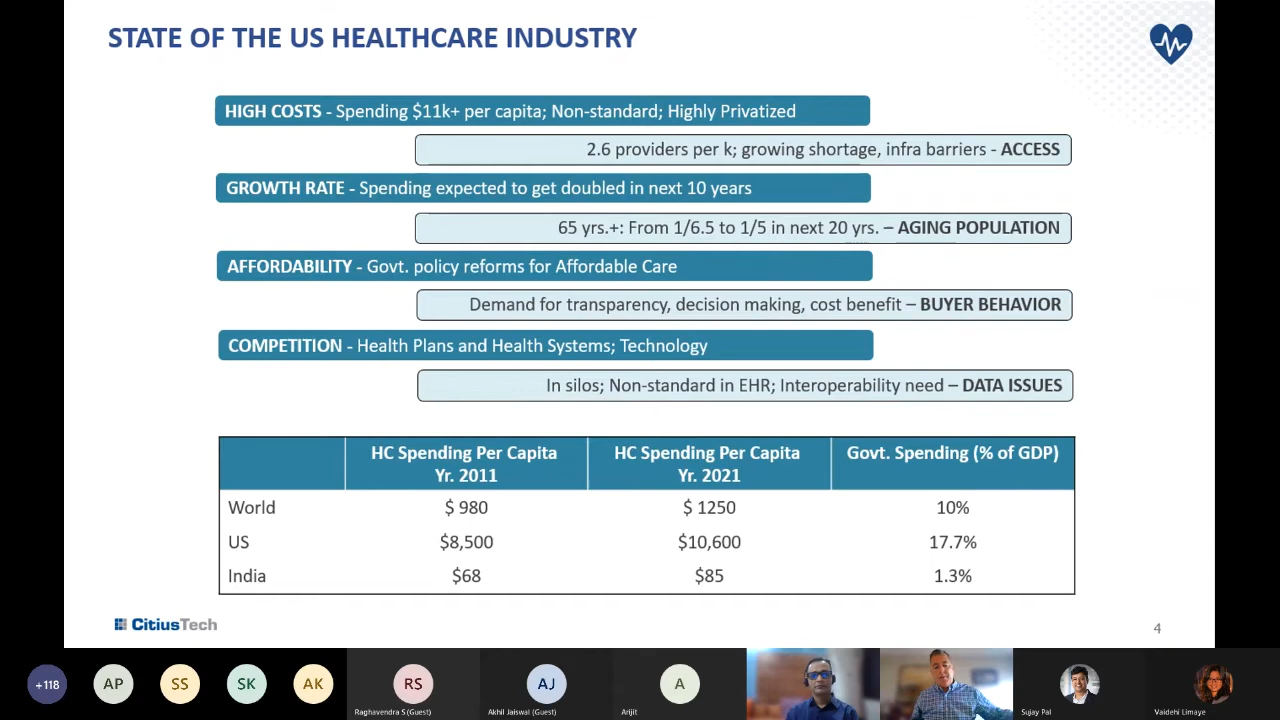 STATE OF THE US HEALTHCARE INDUSTRY
HIGH COSTS - Spending $11k+ per capita; Non-standard; Highly Privatized
2.6 providers per k; growing shortage, infra barriers - ACCESS
GROWTH RATE - Spending expected to get doubled in next 10 years
65 yrs.+: From 1/6.5 to 1/5 in next 20 yrs. – AGING POPULATION
AFFORDABILITY - Govt. policy reforms for Affordable Care
Demand for transparency, decision making, cost benefit – BUYER BEHAVIOR
COMPETITION - Health Plans and Health Systems; Technology
In silos; Non-standard in EHR; Interoperability need – DATA ISSUES
HC Spending Per Capita Yr. 2011 HC Spending Per Capita Yr. 2021 Govt. Spending (% of GDP)
World $ 980 $ 1250 10%
US $8,500 $10,600 17.7%
India $68 $85 1.3%
CitiusTech
4
+118 AP SS SK AK RS AJ A
Raghavendra S (Guest) Akhil Jaiswal (Guest) Arijit Sujay Pal Vaidehi Limaye